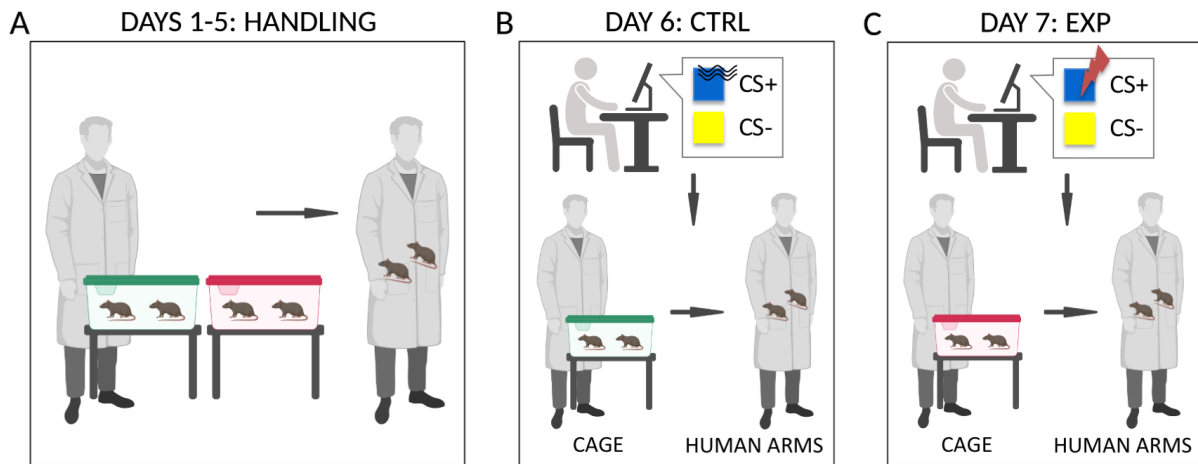 A DAYS 1-5: HANDLING
B DAY 6: CTRL
CS+
CS-
CAGE HUMAN ARMS
C DAY 7: EXP
CS+
CS-
CAGE HUMAN ARMS